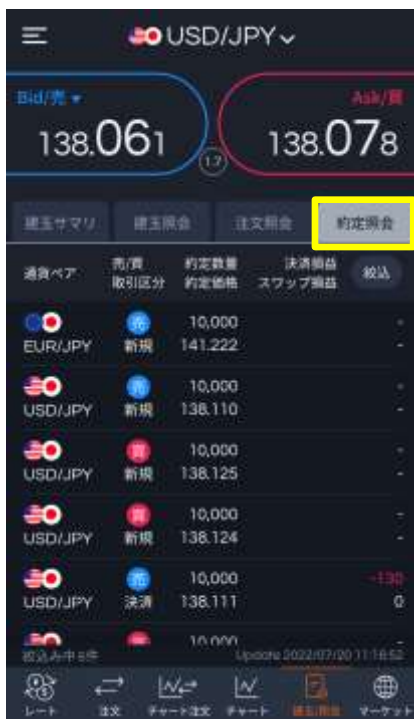 USD/JPY
Bid/売 Ask/買
138.061 138.078
1.7
建玉サマリ 建玉照会 注文照会 約定照会
通貨ペア 売/買 約定数量 決済損益 絞込
取引区分 約定価格 スワップ損益
売 10,000 -
EUR/JPY 新規 141.222 -
売 10,000 -
USD/JPY 新規 138.110 -
買 10,000 -
USD/JPY 新規 138.125 -
買 10,000 -
USD/JPY 新規 138.124 -
売 10,000 -130
USD/JPY 決済 138.111 0
10,000
絞込み中 8件 Update 2022/07/20 11:16:52
レート 注文 チャート注文 チャート 建玉/照会 マーケット